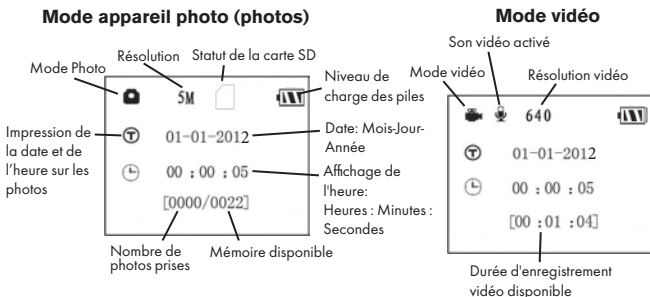 Mode appareil photo (photos)
Résolution
Statut de la carte SD
Mode Photo
Niveau de
charge des piles
5M
Impression de
la date et de
l'heure sur les
photos
T
01-01-2012
Date: Mois-Jour-
Année
00 : 00 : 05
Affichage de
l'heure:
Heures : Minutes :
Secondes
[0000/0022]
Nombre de
photos prises
Mémoire disponible
Mode vidéo
Son vidéo activé
Mode vidéo
Résolution vidéo
640
T
01-01-2012
00 : 00 : 05
[00 :01 :04]
Durée d'enregistrement
vidéo disponible